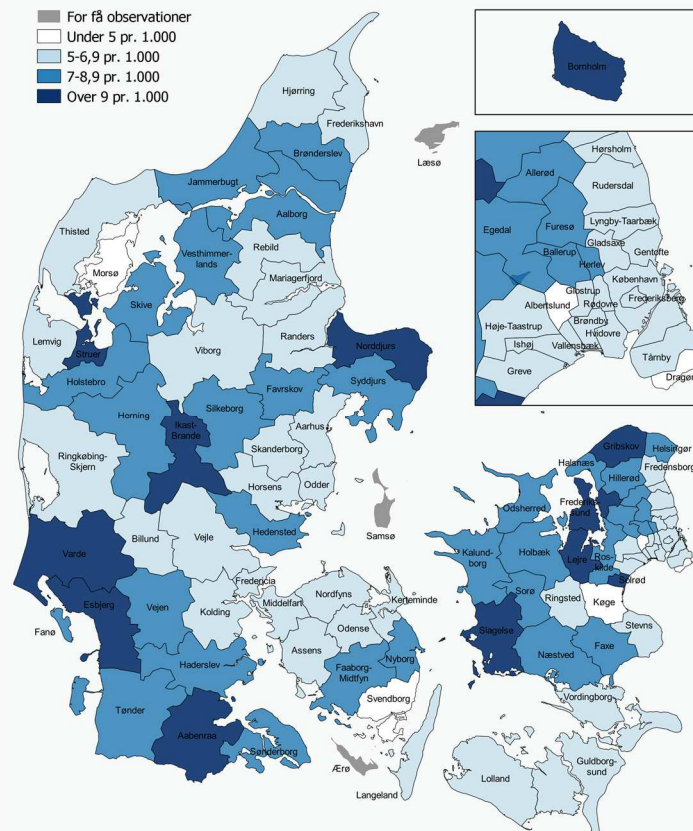 For få observationer
Under 5 pr. 1.000
5-6,9 pr. 1.000
7-8,9 pr. 1.000
Over 9 pr. 1.000
Hjørring
Frederikshavn
Læsø
Brønderslev
Jammerbugt
Aalborg
Thisted
Vesthimmer-
lands
Rebild
Morsø
Mariagerfjord
Skive
Lemvig
Struer
Viborg
Randers
Norddjurs
Holstebro
Favrskov
Syddjurs
Herning
Silkeborg
Ikast-
Brande
Aarhus
Ringkøbing-
Skjern
Skanderborg
Horsens
Odder
Hedensted
Samsø
Billund
Vejle
Varde
Fredericia
Esbjerg
Vejen
Kolding
Middelfart
Nordfyns
Kerteminde
Fanø
Odense
Assens
Haderslev
Nyborg
Faaborg-
Midtfyn
Svendborg
Tønder
Aabenraa
Sønderborg
Ærø
Langeland
Bornholm
Hørsholm
Allerød
Rudersdal
Egedal
Furesø
Lyngby-Taarbæk
Gladsaxe
Gentofte
Ballerup
Herlev
København
Glostrup
Frederiksberg
Albertslund
Rødovre
Høje-Taastrup
Brøndby
Hvidovre
Ishøj
Vallensbæk
Greve
Tårnby
Dragør
Gribskov
Helsingør
Halsnæs
Fredensborg
Hillerød
Frederiks-
sund
Odsherred
Kalund-
borg
Holbæk
Lejre
Ros-
kilde
Solrød
Sorø
Ringsted
Køge
Slagelse
Stevns
Næstved
Faxe
Vordingborg
Guldborg-
sund
Lolland